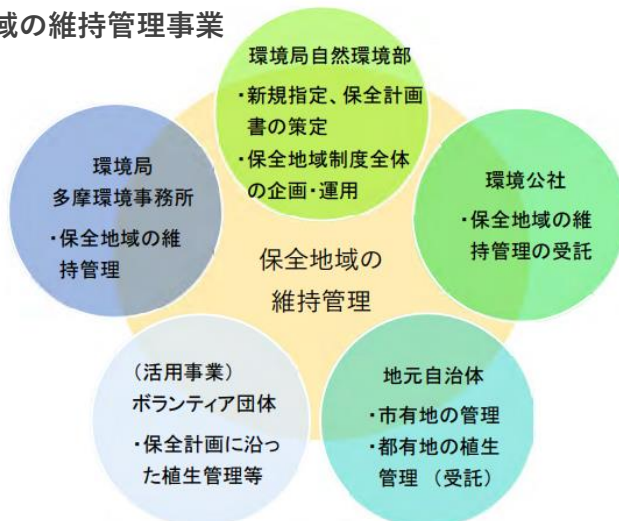 域の維持管理事業
環境局自然環境部
・新規指定、保全計画
書の策定
・保全地域制度全体
の企画・運用
環境局
多摩環境事務所
・保全地域の維
持管理
環境公社
・保全地域の維
持管理の受託
保全地域の
維持管理
（活用事業）
ボランティア団体
・保全計画に沿っ
た植生管理等
地元自治体
・市有地の管理
・都有地の植生
管理 （受託）